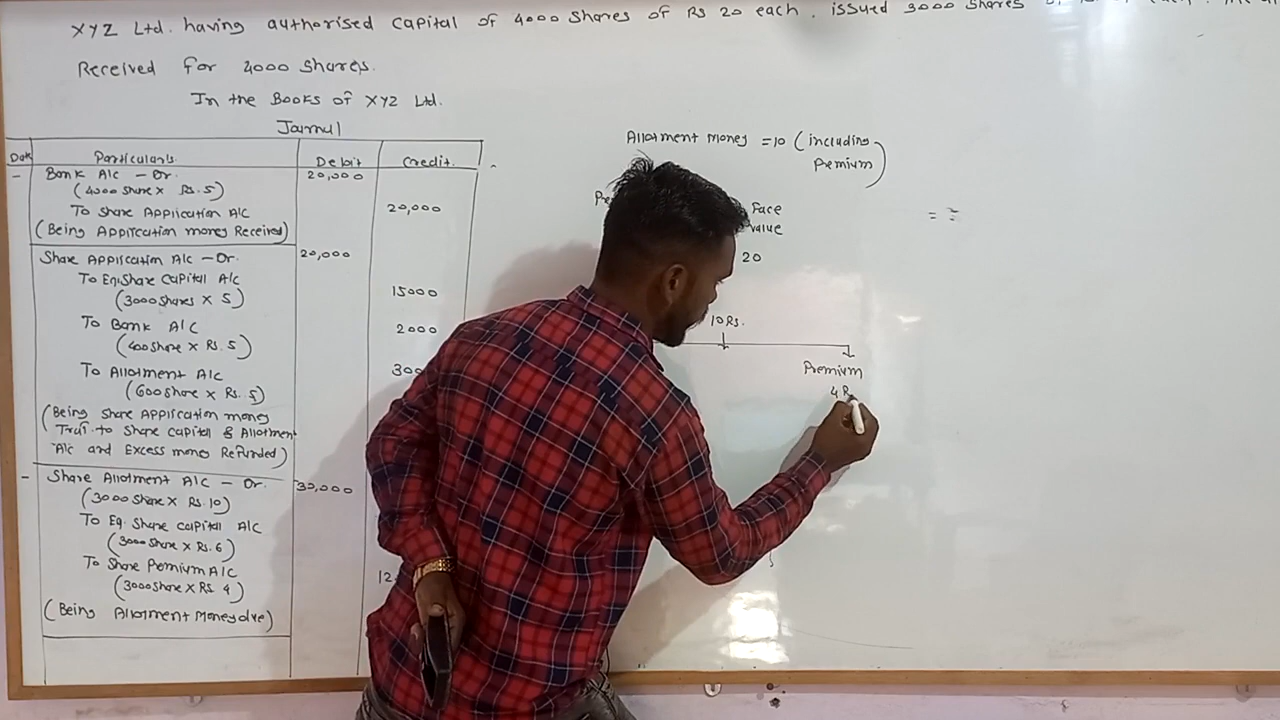 XYZ Ltd. having authorised capital of 4000 Shares of Rs 20 each. issued 3000 Shares
Received for 4000 Shares.
In the Books of XYZ Ltd.
Journal
Date Particulars Debit Credit.
- Bank A/c - Dr. 20,000
(4000 Share x Rs. 5)
To Share Application A/c 20,000
(Being Application money Received)
Share Application A/c - Dr. 20,000
To Eq. Share Capital A/c
(3000 Shares x 5) 15000
To Bank A/c 2000
(400 Share x Rs. 5)
To Allotment A/c 300
(600 Share x Rs. 5)
(Being Share Application money
Traf. to Share Capital & Allotment
A/c and Excess money Refunded)
- Share Allotment A/c - Dr. 30,000
(3000 Share x Rs. 10)
To Eq. Share Capital A/c
(3000 Share x Rs. 6)
To Share Premium A/c 12
(3000 Share x Rs 4)
(Being Allotment Money due)
Allotment Money = 10 (including
Premium)
Face
Value
= ?
20
10 Rs.
Premium
4 R